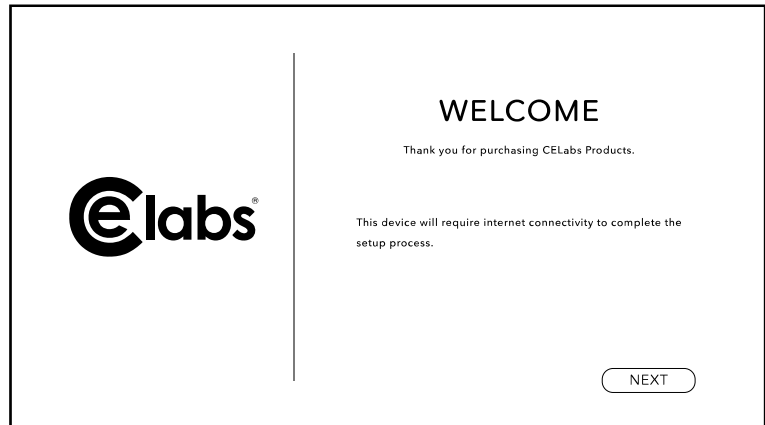 Celabs®
WELCOME
Thank you for purchasing CELabs Products.
This device will require internet connectivity to complete the
setup process.
NEXT